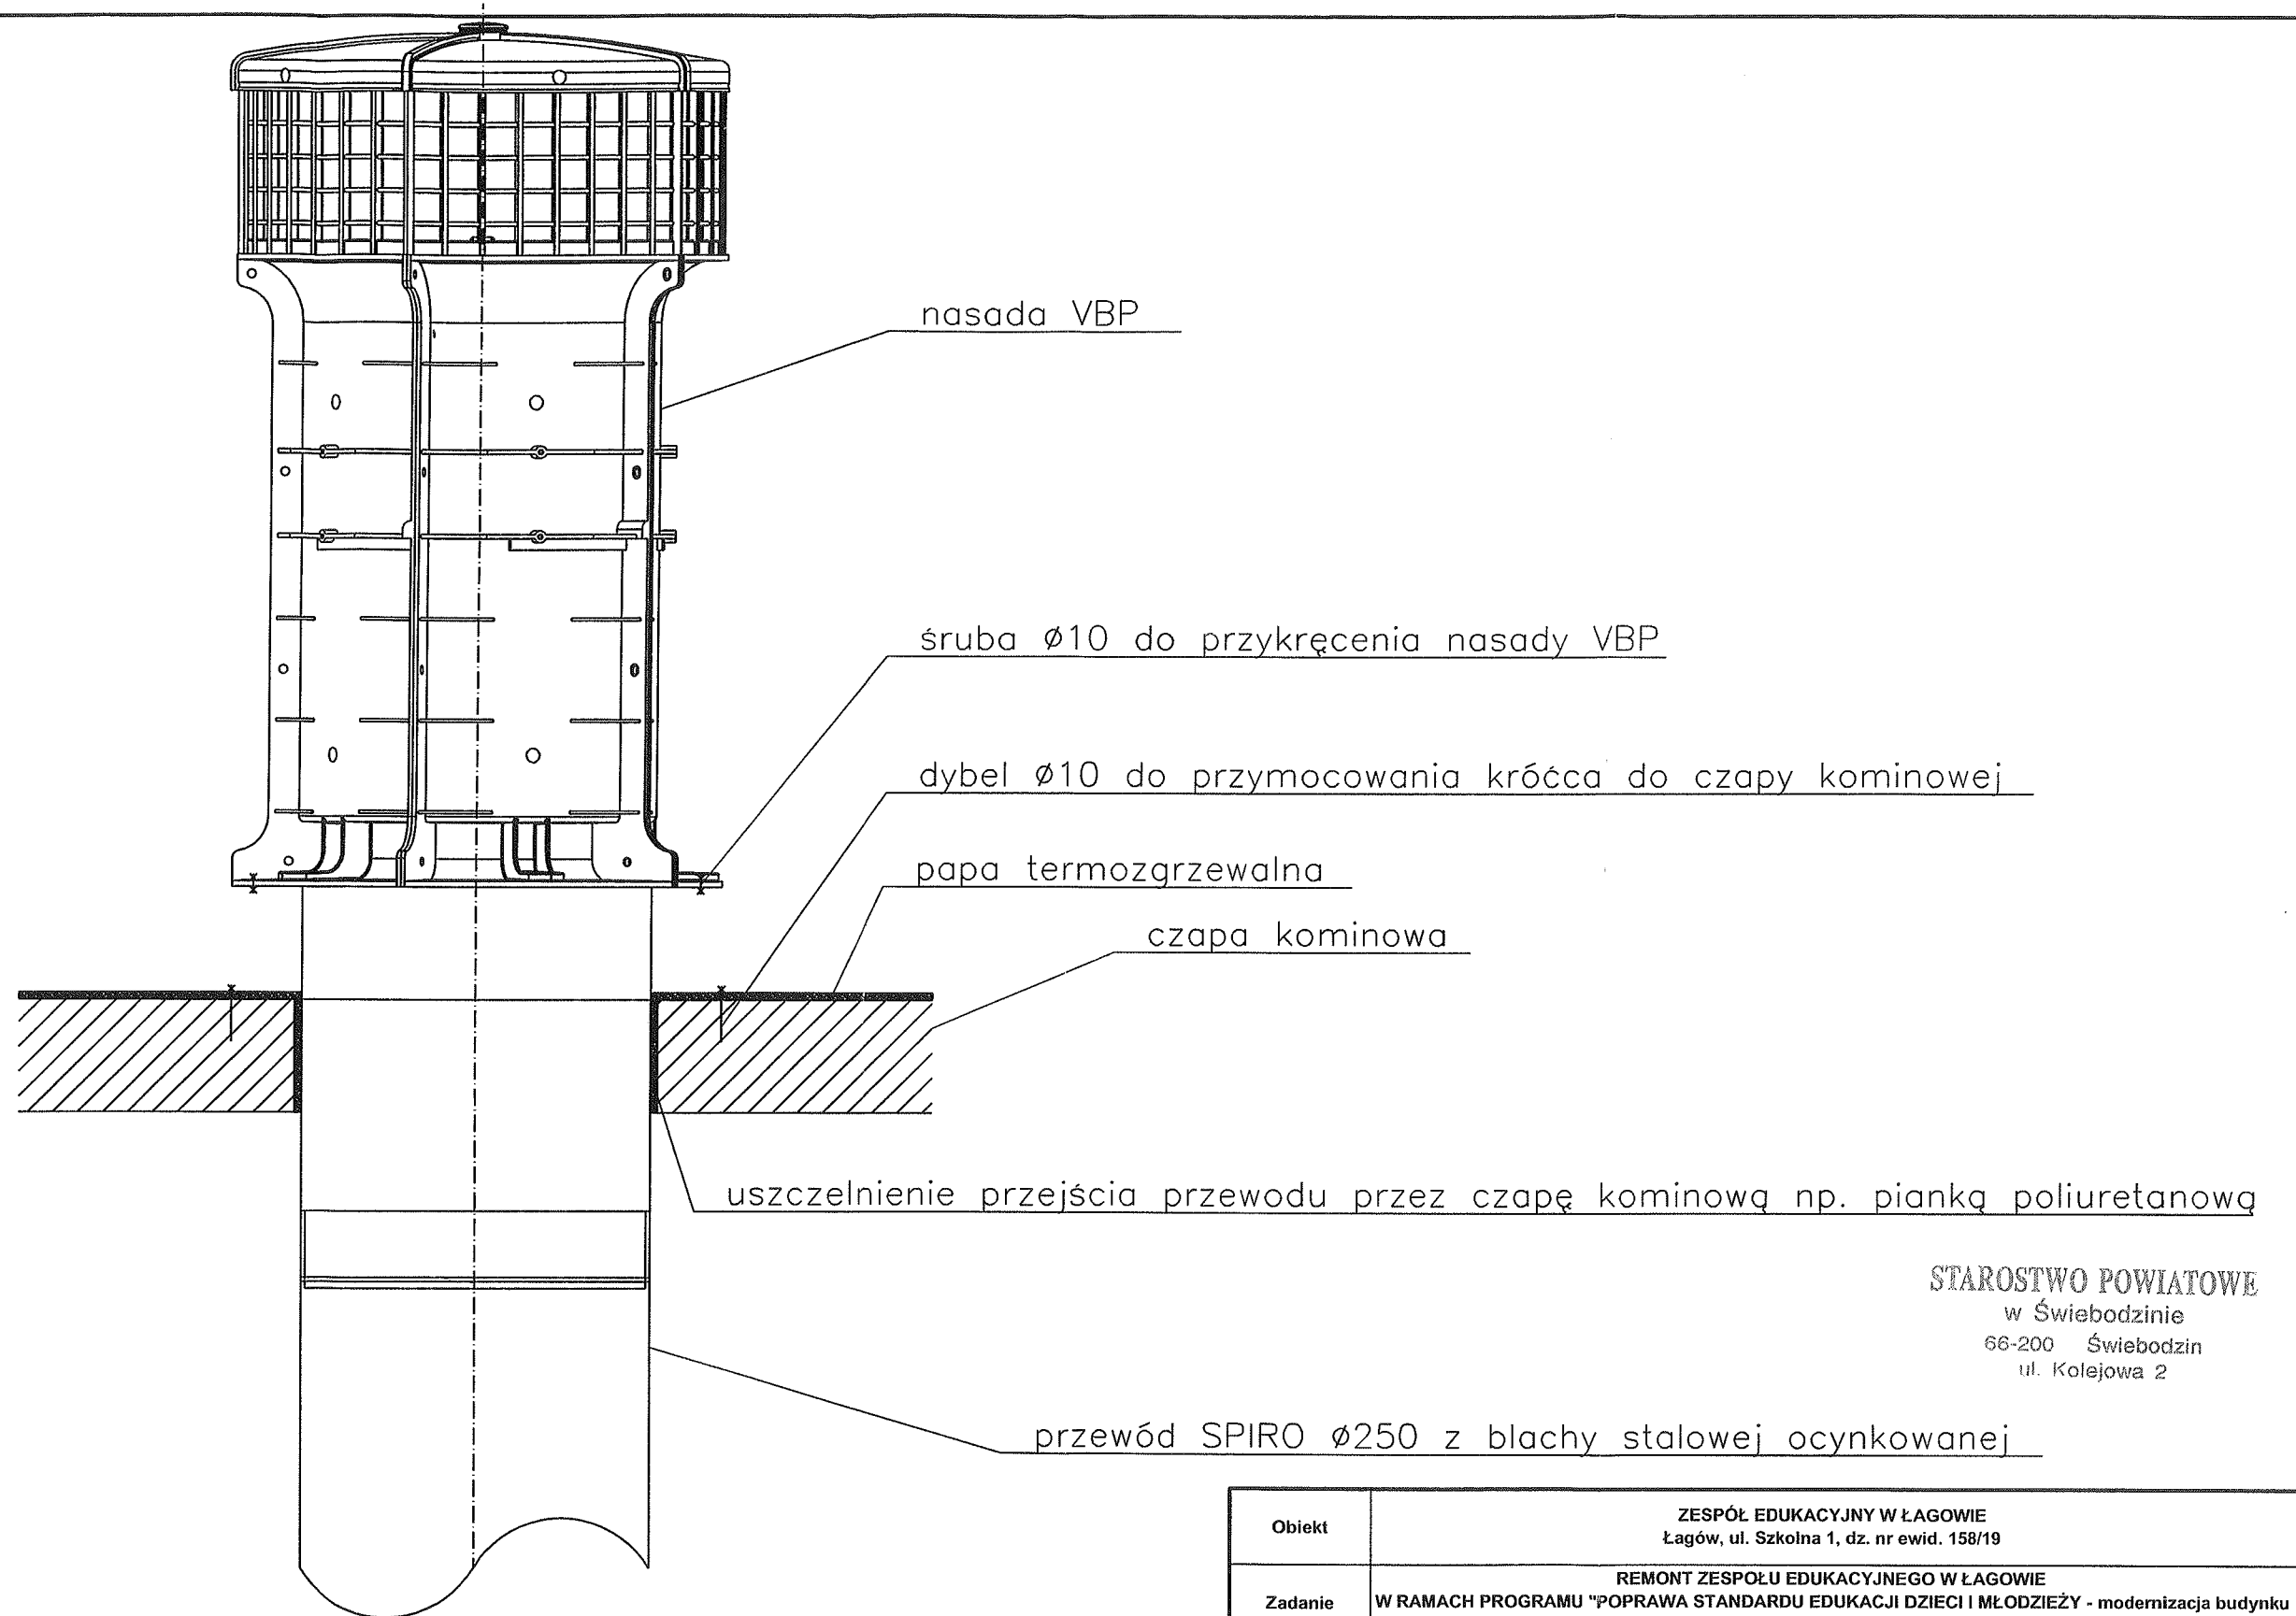 nasada VBP
śruba ø10 do przykręcenia nasady VBP
dybel ø10 do przymocowania króćca do czapy kominowej
papa termozgrzewalna
czapa kominowa
uszczelnienie przejścia przewodu przez czapę kominową np. pianką poliuretanową
STAROSTWO POWIATOWE
w Świebodzinie
66-200 Świebodzin
ul. Kolejowa 2
przewód SPIRO ø250 z blachy stalowej ocynkowanej
Obiekt
ZESPÓŁ EDUKACYJNY W ŁAGOWIE
Łagów, ul. Szkolna 1, dz. nr ewid. 158/19
Zadanie
REMONT ZESPOŁU EDUKACYJNEGO W ŁAGOWIE
W RAMACH PROGRAMU "POPRAWA STANDARDU EDUKACJI DZIECI I MŁODZIEŻY - modernizacja budynku